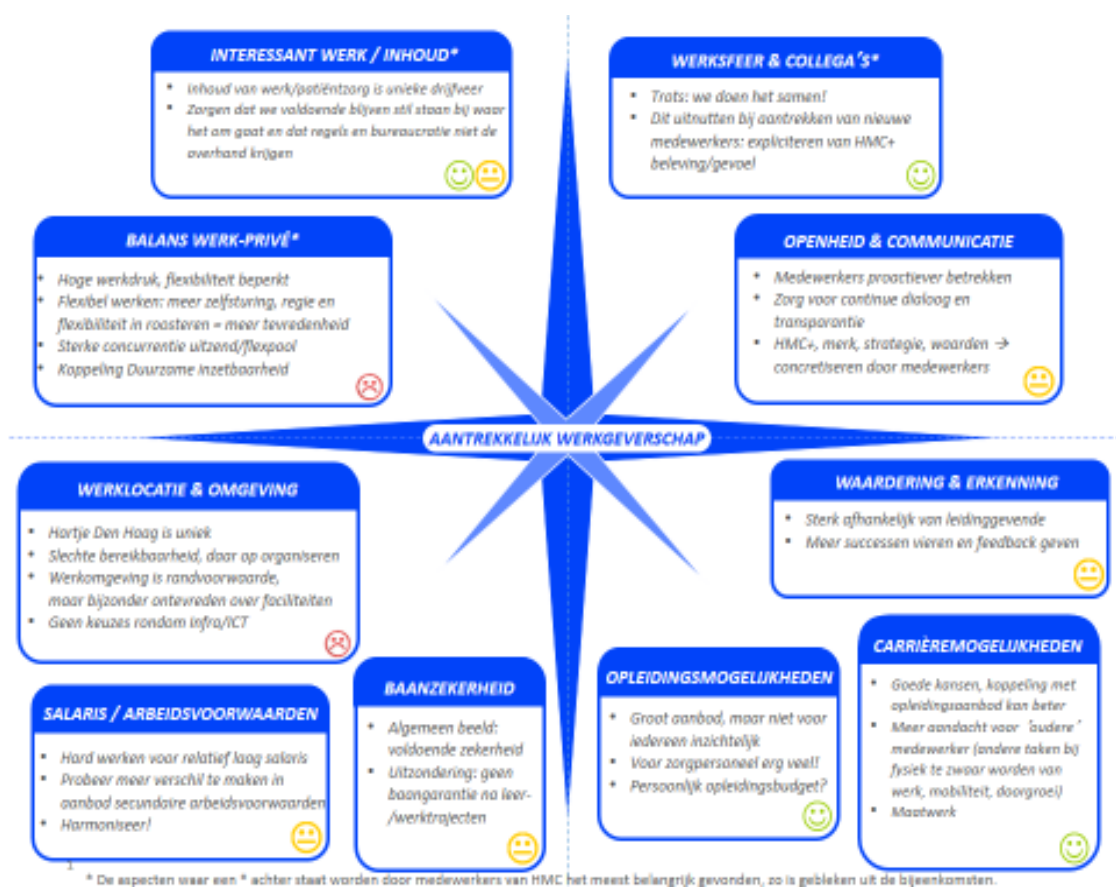 INTERESSANT WERK / INHOUD*
* Inhoud van werk/patiëntzorg is unieke drijfveer
* Zorgen dat we voldoende blijven stil staan bij waar
het om gaat en dat regels en bureaucratie niet de
overhand krijgen
WERKSFEER & COLLEGA'S*
* Trots: we doen het samen!
* Dit uitnutten bij aantrekken van nieuwe
medewerkers: expliciteren van HMC+
beleving/gevoel
BALANS WERK-PRIVÉ*
* Hoge werkdruk, flexibiliteit beperkt
* Flexibel werken: meer zelfsturing, regie en
flexibiliteit in roosteren = meer tevredenheid
* Sterke concurrentie uitzend/flexpool
* Koppeling Duurzame inzetbaarheid
OPENHEID & COMMUNICATIE
* Medewerkers proactiever betrekken
* Zorg voor continue dialoog en
transparantie
* HMC+, merk, strategie, waarden →
concretiseren door medewerkers
AANTREKKELIJK WERKGEVERSCHAP
WERKLOCATIE & OMGEVING
* Hartje Den Haag is uniek
* Slechte bereikbaarheid, daar op organiseren
* Werkomgeving is randvoorwaarde,
maar bijzonder ontevreden over faciliteiten
* Geen keuzes rondom Infra/ICT
WAARDERING & ERKENNING
* Sterk afhankelijk van leidinggevende
* Meer successen vieren en feedback geven
SALARIS / ARBEIDSVOORWAARDEN
* Hard werken voor relatief laag salaris
* Probeer meer verschil te maken in
aanbod secundaire arbeidsvoorwaarden
* Harmoniseer!
BAANZEKERHEID
* Algemeen beeld:
voldoende zekerheid
* Uitzondering: geen
baangarantie na leer-
/werktrajecten
OPLEIDINGSMOGELIJKHEDEN
* Groot aanbod, maar niet voor
iedereen inzichtelijk
* Voor zorgpersoneel erg veel!
* Persoonlijk opleidingsbudget?
CARRIÈREMOGELIJKHEDEN
* Goede kansen, koppeling met
opleidingsaanbod kan beter
* Meer aandacht voor 'oudere'
medewerker (andere taken bij
fysiek te zwaar worden van
werk, mobiliteit, doorgroei)
* Maatwerk
1
* De aspecten waar een * achter staat worden door medewerkers van HMC het meest belangrijk gevonden, zo is gebleken uit de bijeenkomsten.